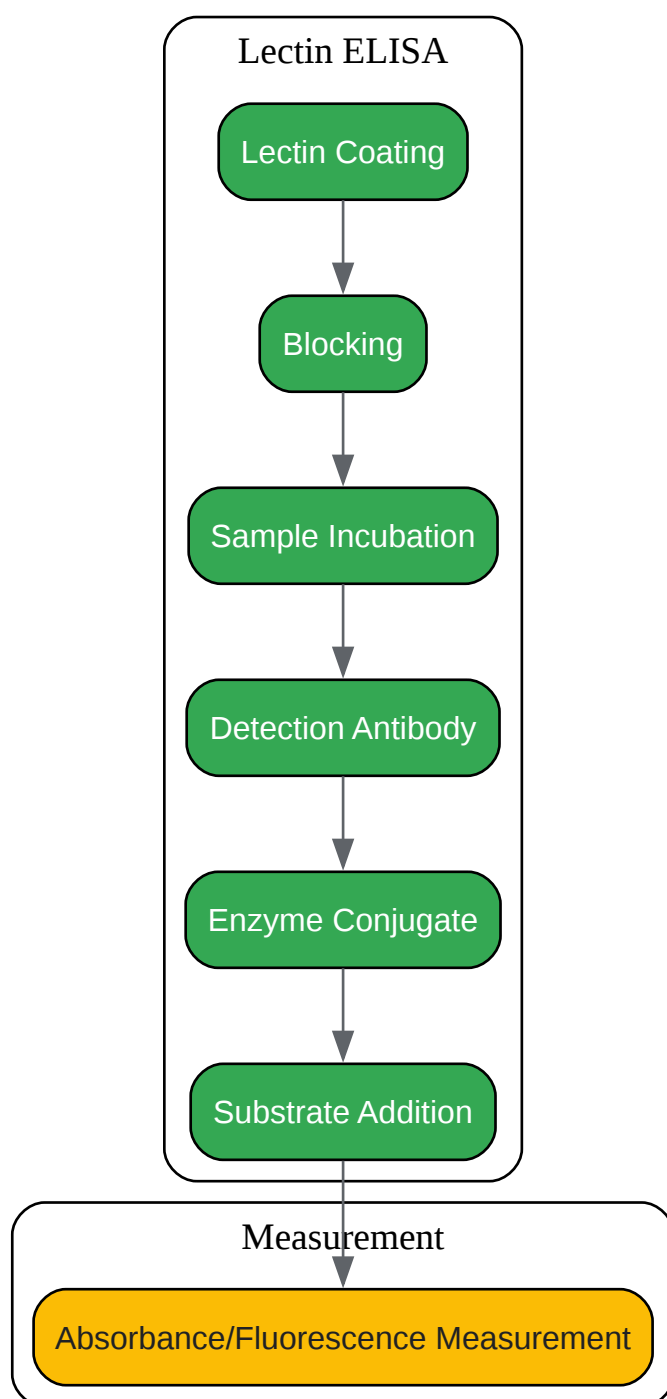 Lectin ELISA
Lectin Coating
Blocking
Sample Incubation
Detection Antibody
Enzyme Conjugate
Substrate Addition
Measurement
Absorbance/Fluorescence Measurement